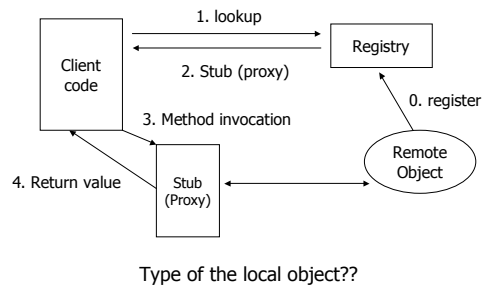 1. lookup
Client
code
Registry
2. Stub (proxy)
0. register
3. Method invocation
Remote
Object
4. Return value
Stub
(Proxy)
Type of the local object??